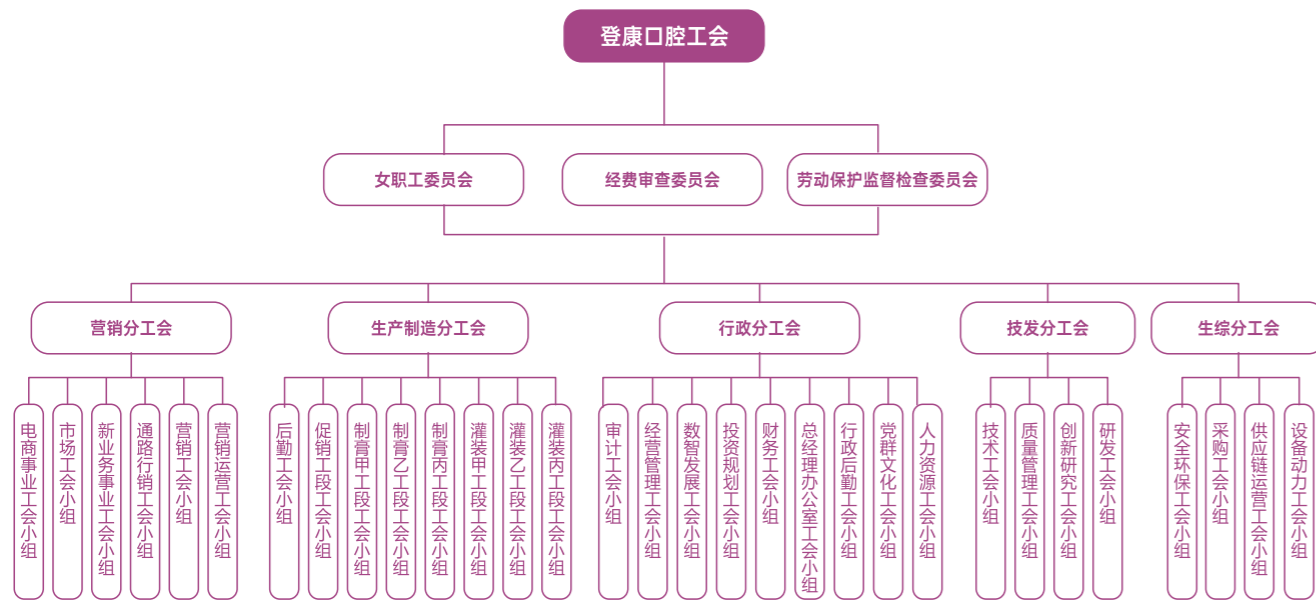 登康口腔工会
女职工委员会
经费审查委员会
劳动保护监督检查委员会
营销分工会
生产制造分工会
行政分工会
技发分工会
生综分工会
电商事业工会小组
市场工会小组
新业务事业工会小组
通路行销工会小组
营销工会小组
营销运营工会小组
后勤工会小组
促销工段工会小组
制膏甲工段工会小组
制膏乙工段工会小组
制膏丙工段工会小组
灌装甲工段工会小组
灌装乙工段工会小组
灌装丙工段工会小组
审计工会小组
经营管理工会小组
数智发展工会小组
投资规划工会小组
财务工会小组
总经理办公室工会小组
行政后勤工会小组
党群文化工会小组
人力资源工会小组
技术工会小组
质量管理工会小组
创新研究工会小组
研发工会小组
安全环保工会小组
采购工会小组
供应链运营工会小组
设备动力工会小组